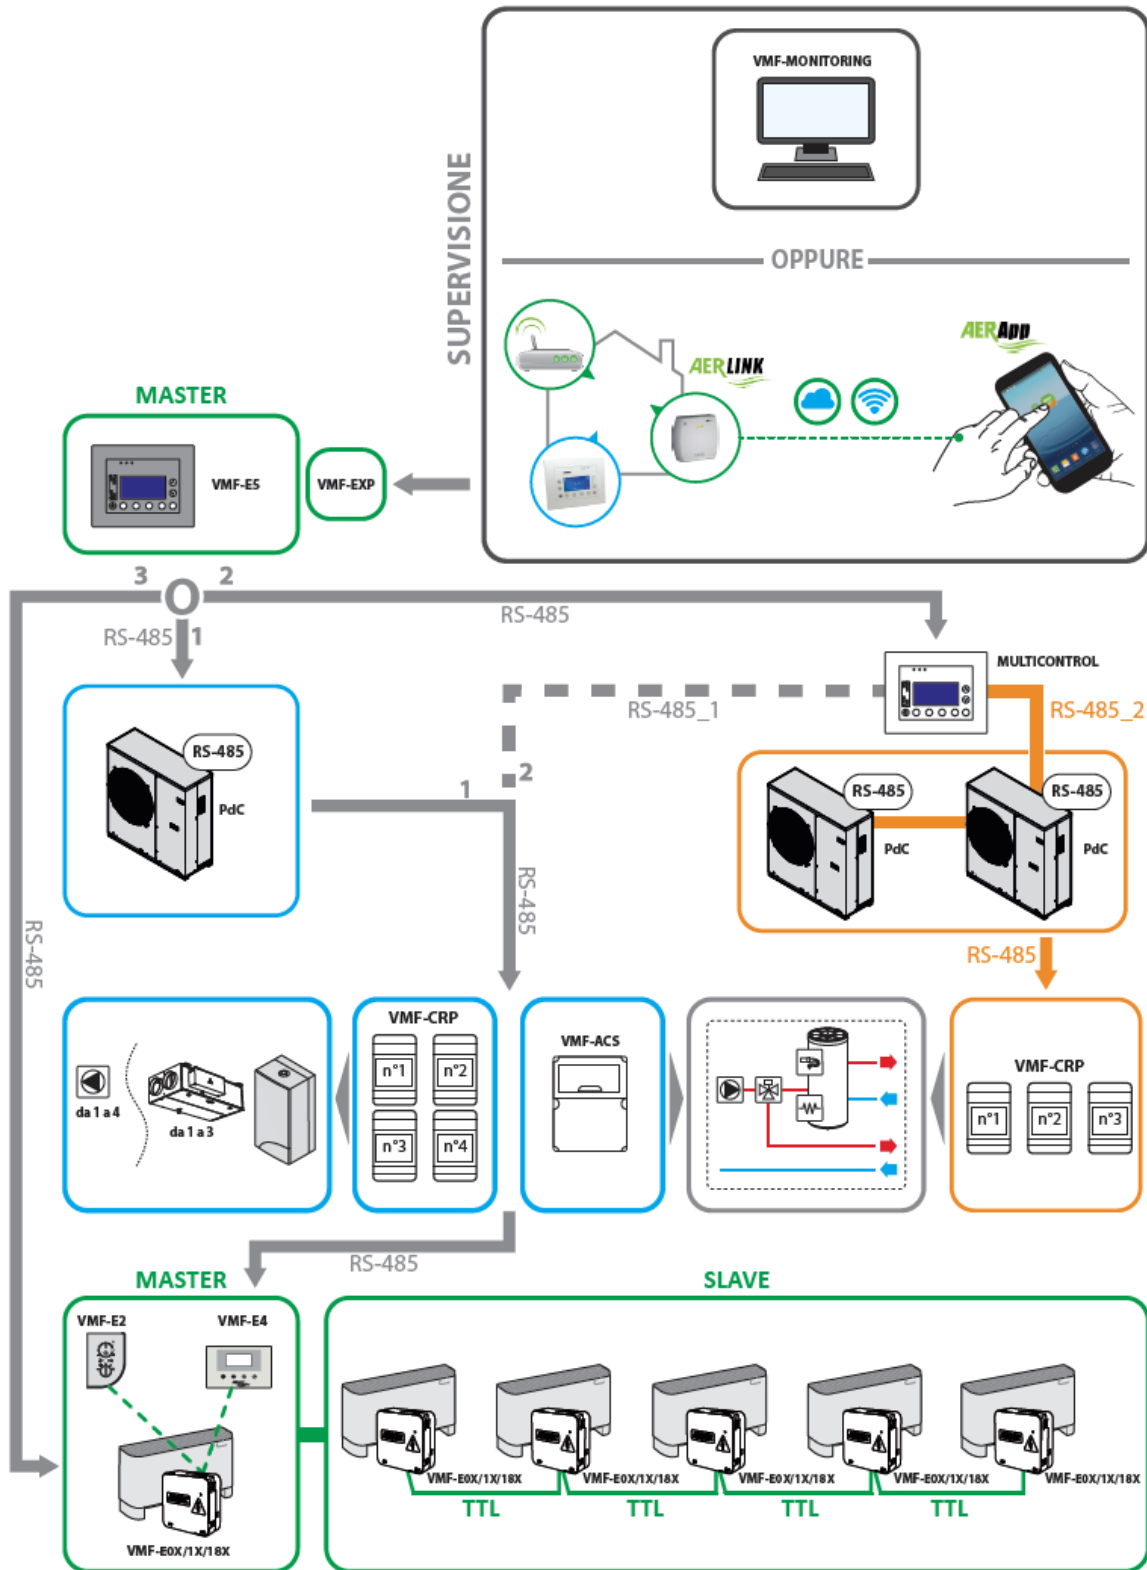 VMF-MONITORING
SUPERVISIONE
OPPURE
AERLINK
AERApp
MASTER
VMF-E5
VMF-EXP
3
2
RS-485
1
RS-485
MULTICONTROL
RS-485_1
RS-485_2
RS-485
PdC
1
2
RS-485
PdC
RS-485
PdC
RS-485
RS-485
RS-485
da 1 a 4
da 1 a 3
VMF-CRP
n°1
n°2
n°3
n°4
VMF-ACS
VMF-CRP
n°1
n°2
n°3
RS-485
MASTER
VMF-E2
VMF-E4
VMF-E0X/1X/18X
SLAVE
VMF-E0X/1X/18X
VMF-E0X/1X/18X
VMF-E0X/1X/18X
VMF-E0X/1X/18X
VMF-E0X/1X/18X
TTL
TTL
TTL
TTL